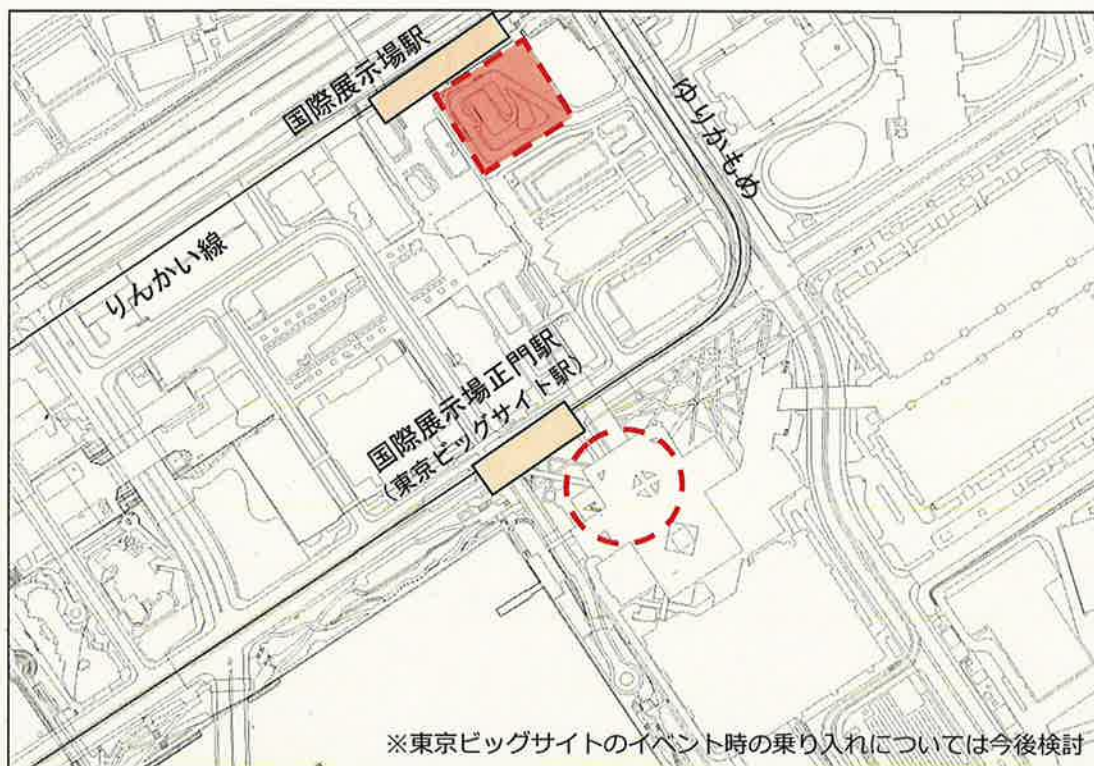 国際展示場駅
ゆりかもめ
りんかい線
国際展示場正門駅
(東京ビッグサイト駅)
※東京ビッグサイトのイベント時の乗り入れについては今後検討